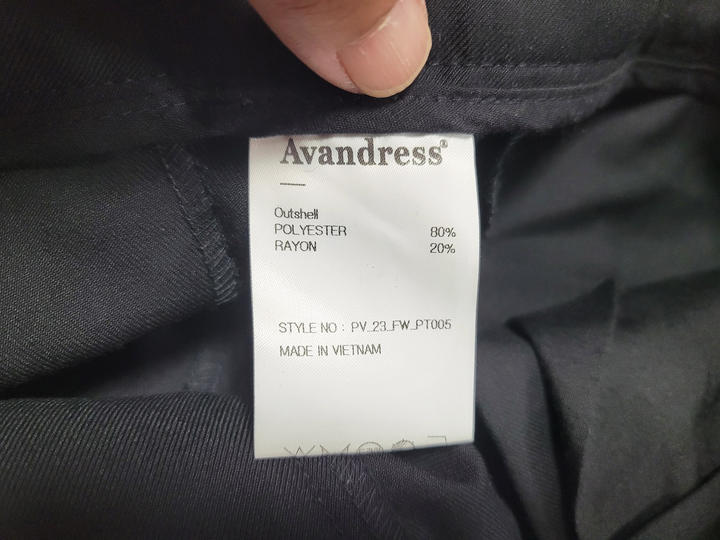 Avandress®
Outshell
POLYESTER 80%
RAYON 20%
STYLE NO : PV_23_FW_PT005
MADE IN VIETNAM